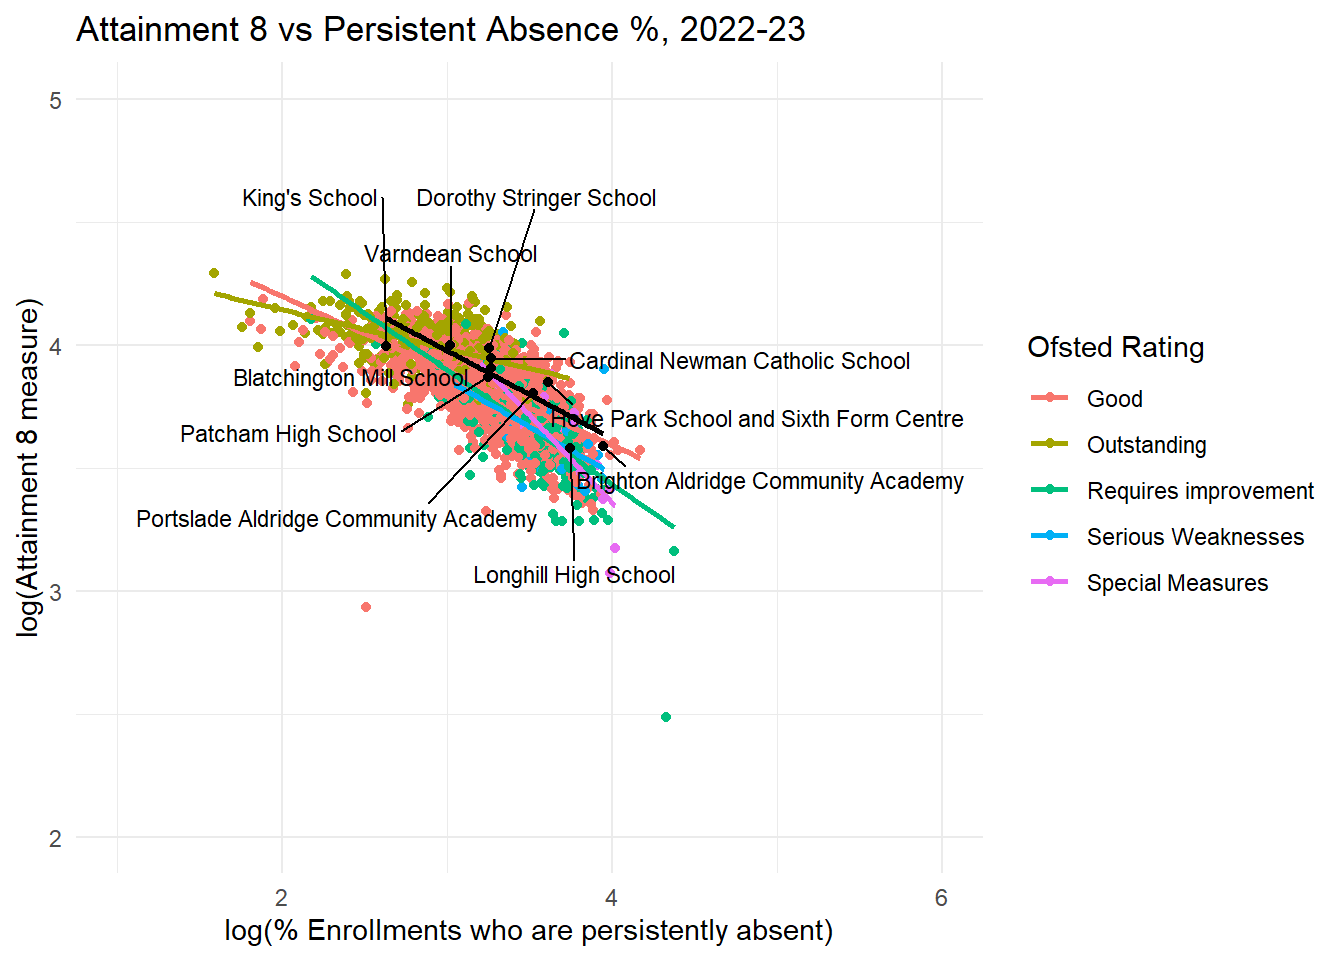 Attainment 8 vs Persistent Absence %, 2022-23
5
4
3
2
log(Attainment 8 measure)
King's School
Dorothy Stringer School
Varndean School
Cardinal Newman Catholic School
Blatchington Mill School
Hove Park School and Sixth Form Centre
Patcham High School
Brighton Aldridge Community Academy
Portslade Aldridge Community Academy
Longhill High School
2
4
6
log(% Enrollments who are persistently absent)
Ofsted Rating
Good
Outstanding
Requires improvement
Serious Weaknesses
Special Measures